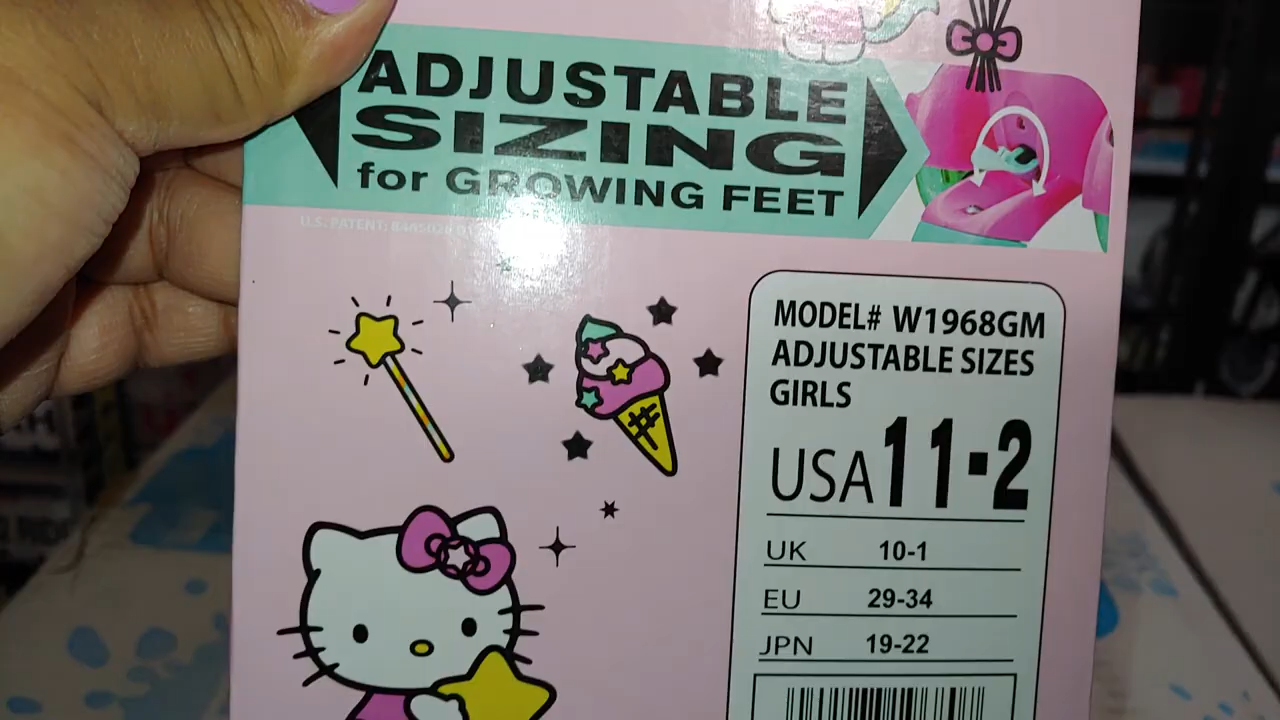 ADJUSTABLE
SIZING
for GROWING FEET
U.S. PATENT:
MODEL# W1968GM
ADJUSTABLE SIZES
GIRLS
USA 11-2
UK 10-1
EU 29-34
JPN 19-22